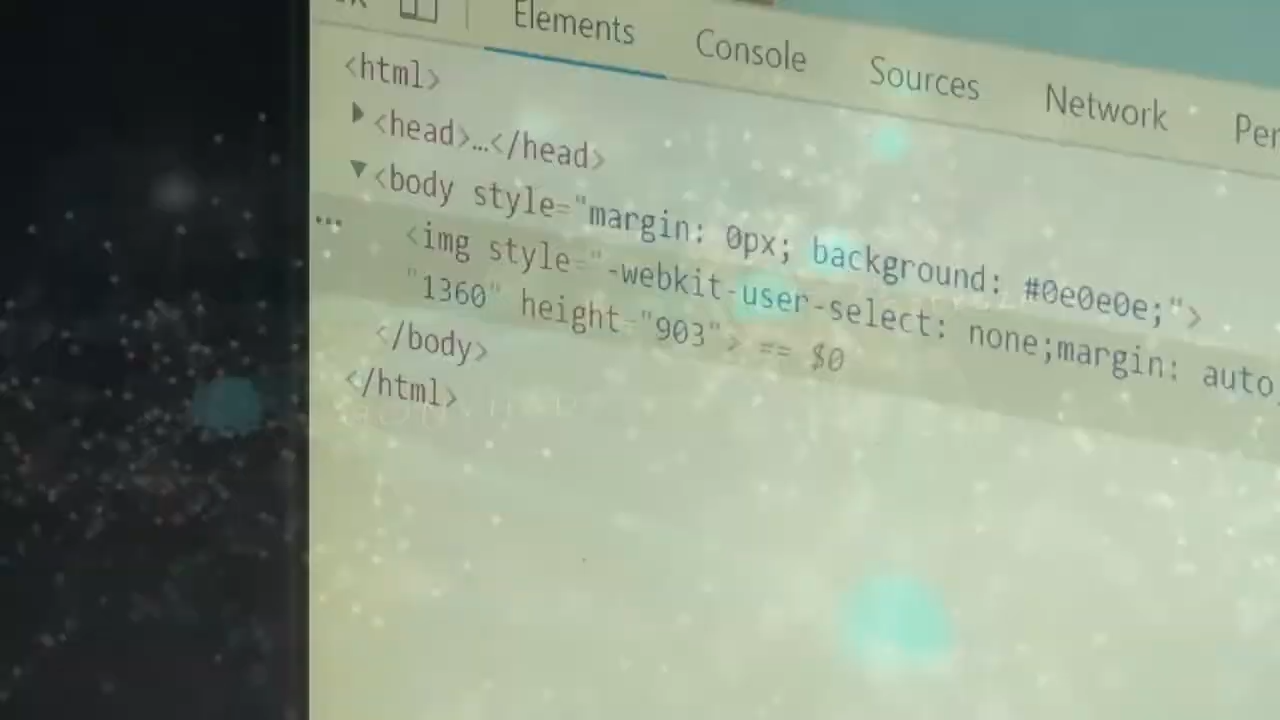 Elements Console Sources Network
<html>
<head>…</head>
<body style="margin: 0px; background: #0e0e0e;">
<img style="-webkit-user-select: none;margin: auto
"1360" height="903"> == $0
</body>
</html>